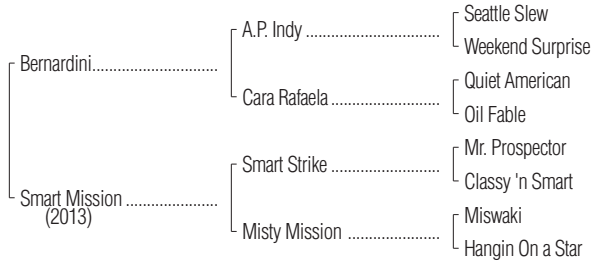 Seattle Slew
A.P. Indy ................................
Weekend Surprise
Bernardini..............................
Quiet American
Cara Rafaela ..........................
Oil Fable
Mr. Prospector
Smart Strike ..........................
Classy 'n Smart
Smart Mission ......................
(2013)
Miswaki
Misty Mission ......................
Hangin On a Star